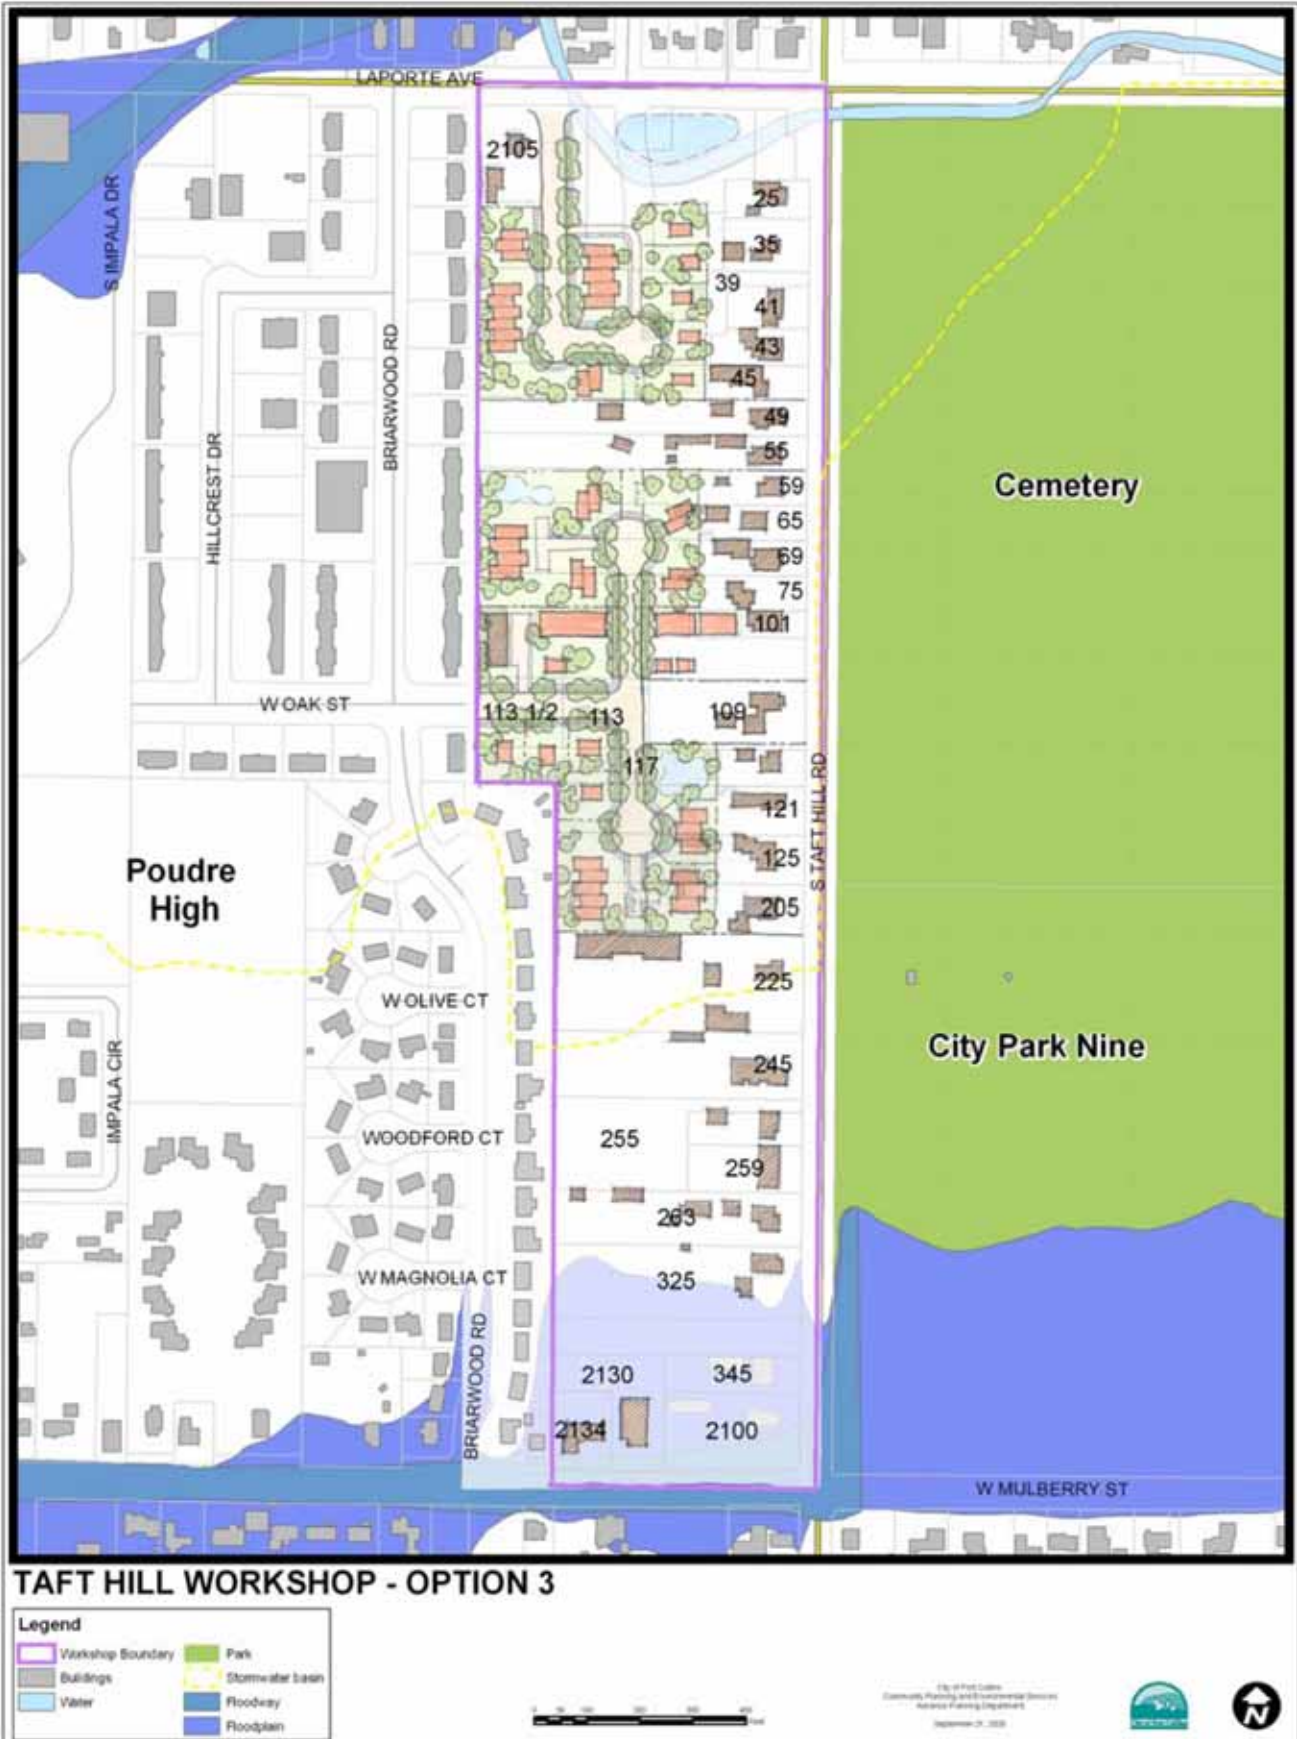 LAPORTE AVE
2105
S IMPALA DR
25
35
39
41
43
BRIARWOOD RD
45
49
55
HILLCREST DR
59
Cemetery
65
69
75
101
W OAK ST
113 1/2
113
109
117
S TAFT HILL RD
121
Poudre
High
125
205
225
W OLIVE CT
City Park Nine
245
IMPALA CIR
WOODFORD CT
255
259
263
W MAGNOLIA CT
325
BRIARWOOD RD
2130
345
2134
2100
W MULBERRY ST
TAFT HILL WORKSHOP - OPTION 3
Legend
Workshop Boundary
Park
Buildings
Stormwater basin
Water
Floodway
Floodplain
N